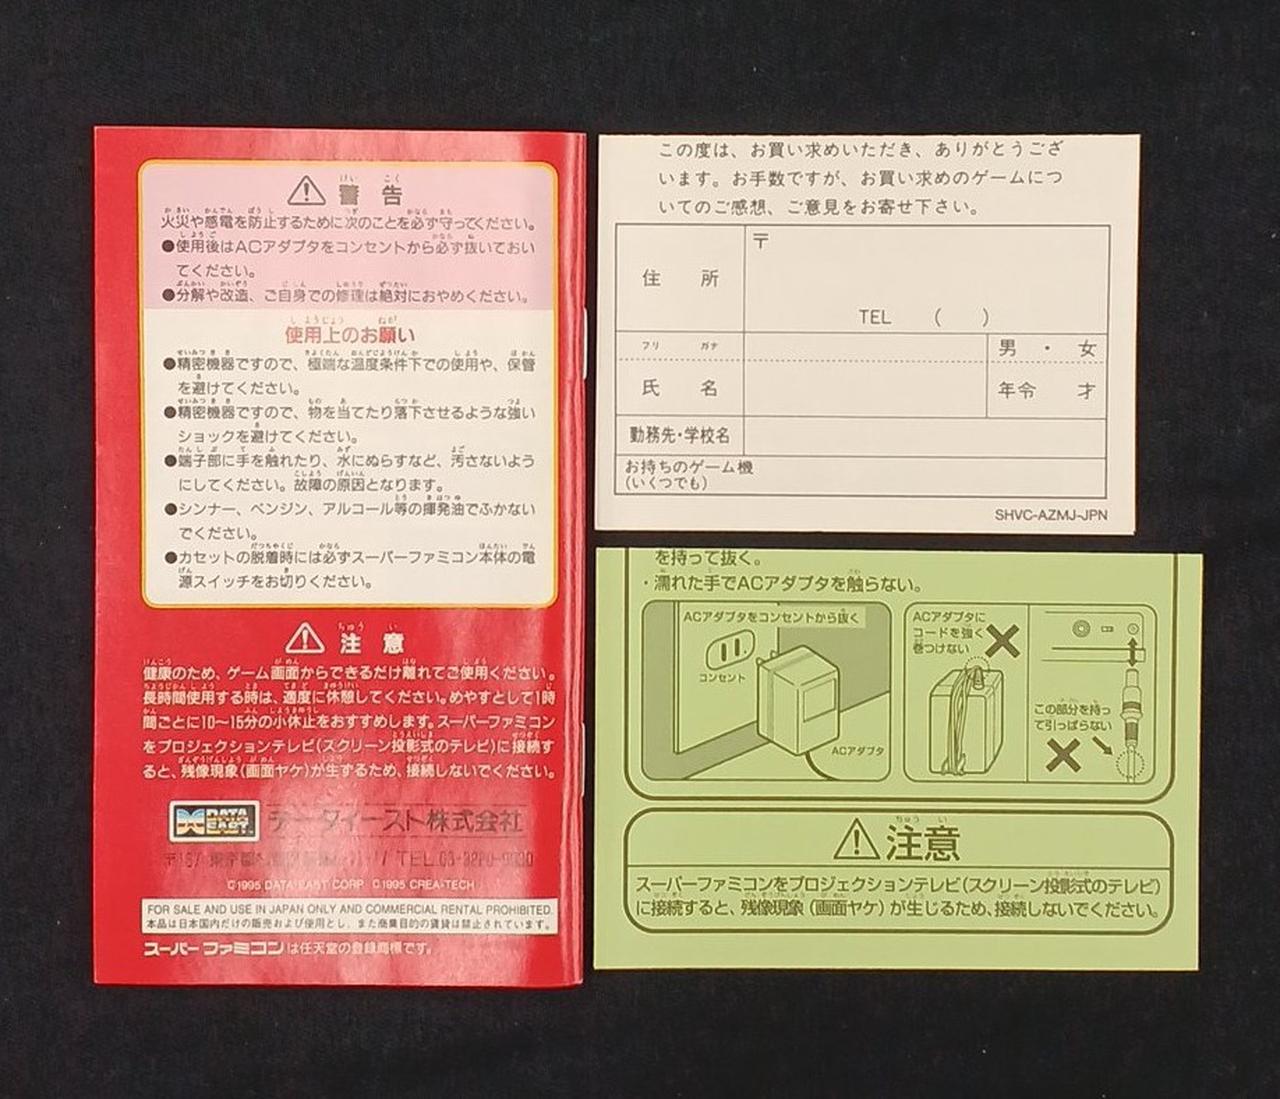 警告
火災や感電を防止するために次のことを必ず守ってください。
●使用後はACアダプタをコンセントから必ず抜いておい
てください。
●分解や改造、ご自身での修理は絶対におやめください。
使用上のお願い
●精密機器ですので、極端な温度条件下での使用や、保管
を避けてください。
●精密機器ですので、物を当てたり落下させるような強い
ショックを避けてください。
●端子部に手を触れたり、水にぬらすなど、汚さないよう
にしてください。故障の原因となります。
●シンナー、ベンジン、アルコール等の揮発油でふかない
でください。
●カセットの脱着時には必ずスーパーファミコン本体の電
源スイッチをお切りください。
注意
健康のため、ゲーム画面からできるだけ離れてご使用ください。
長時間使用する時は、適度に休憩してください。めやすとして1時
間ごとに10〜15分の小休止をおすすめします。スーパーファミコン
をプロジェクションテレビ(スクリーン投影式のテレビ)に接続す
ると、残像現象(画面ヤケ)が生ずるため、接続しないでください。
DATA EAST データイースト株式会社
〒167 東京都 TEL.
©1995 DATA EAST CORP. ©1995 CREA-TECH
FOR SALE AND USE IN JAPAN ONLY AND COMMERCIAL RENTAL PROHIBITED.
本品は日本国内だけの販売および使用とし、また商業目的の賃貸は禁止されています。
スーパーファミコンは任天堂の登録商標です。
この度は、お買い求めいただき、ありがとうござ
います。お手数ですが、お買い求めのゲームにつ
いてのご感想、ご意見をお寄せ下さい。
住所
〒
TEL ( )
フリガナ
男・女
氏名
年令 才
勤務先・学校名
お持ちのゲーム機
(いくつでも)
SHVC-AZMJ-JPN
を持って抜く。
・濡れた手でACアダプタを触らない。
ACアダプタをコンセントから抜く
コンセント
ACアダプタ
ACアダプタに
コードを強く
巻つけない
この部分を持っ
て引っぱらない
注意
スーパーファミコンをプロジェクションテレビ(スクリーン投影式のテレビ)
に接続すると、残像現象(画面ヤケ)が生じるため、接続しないでください。